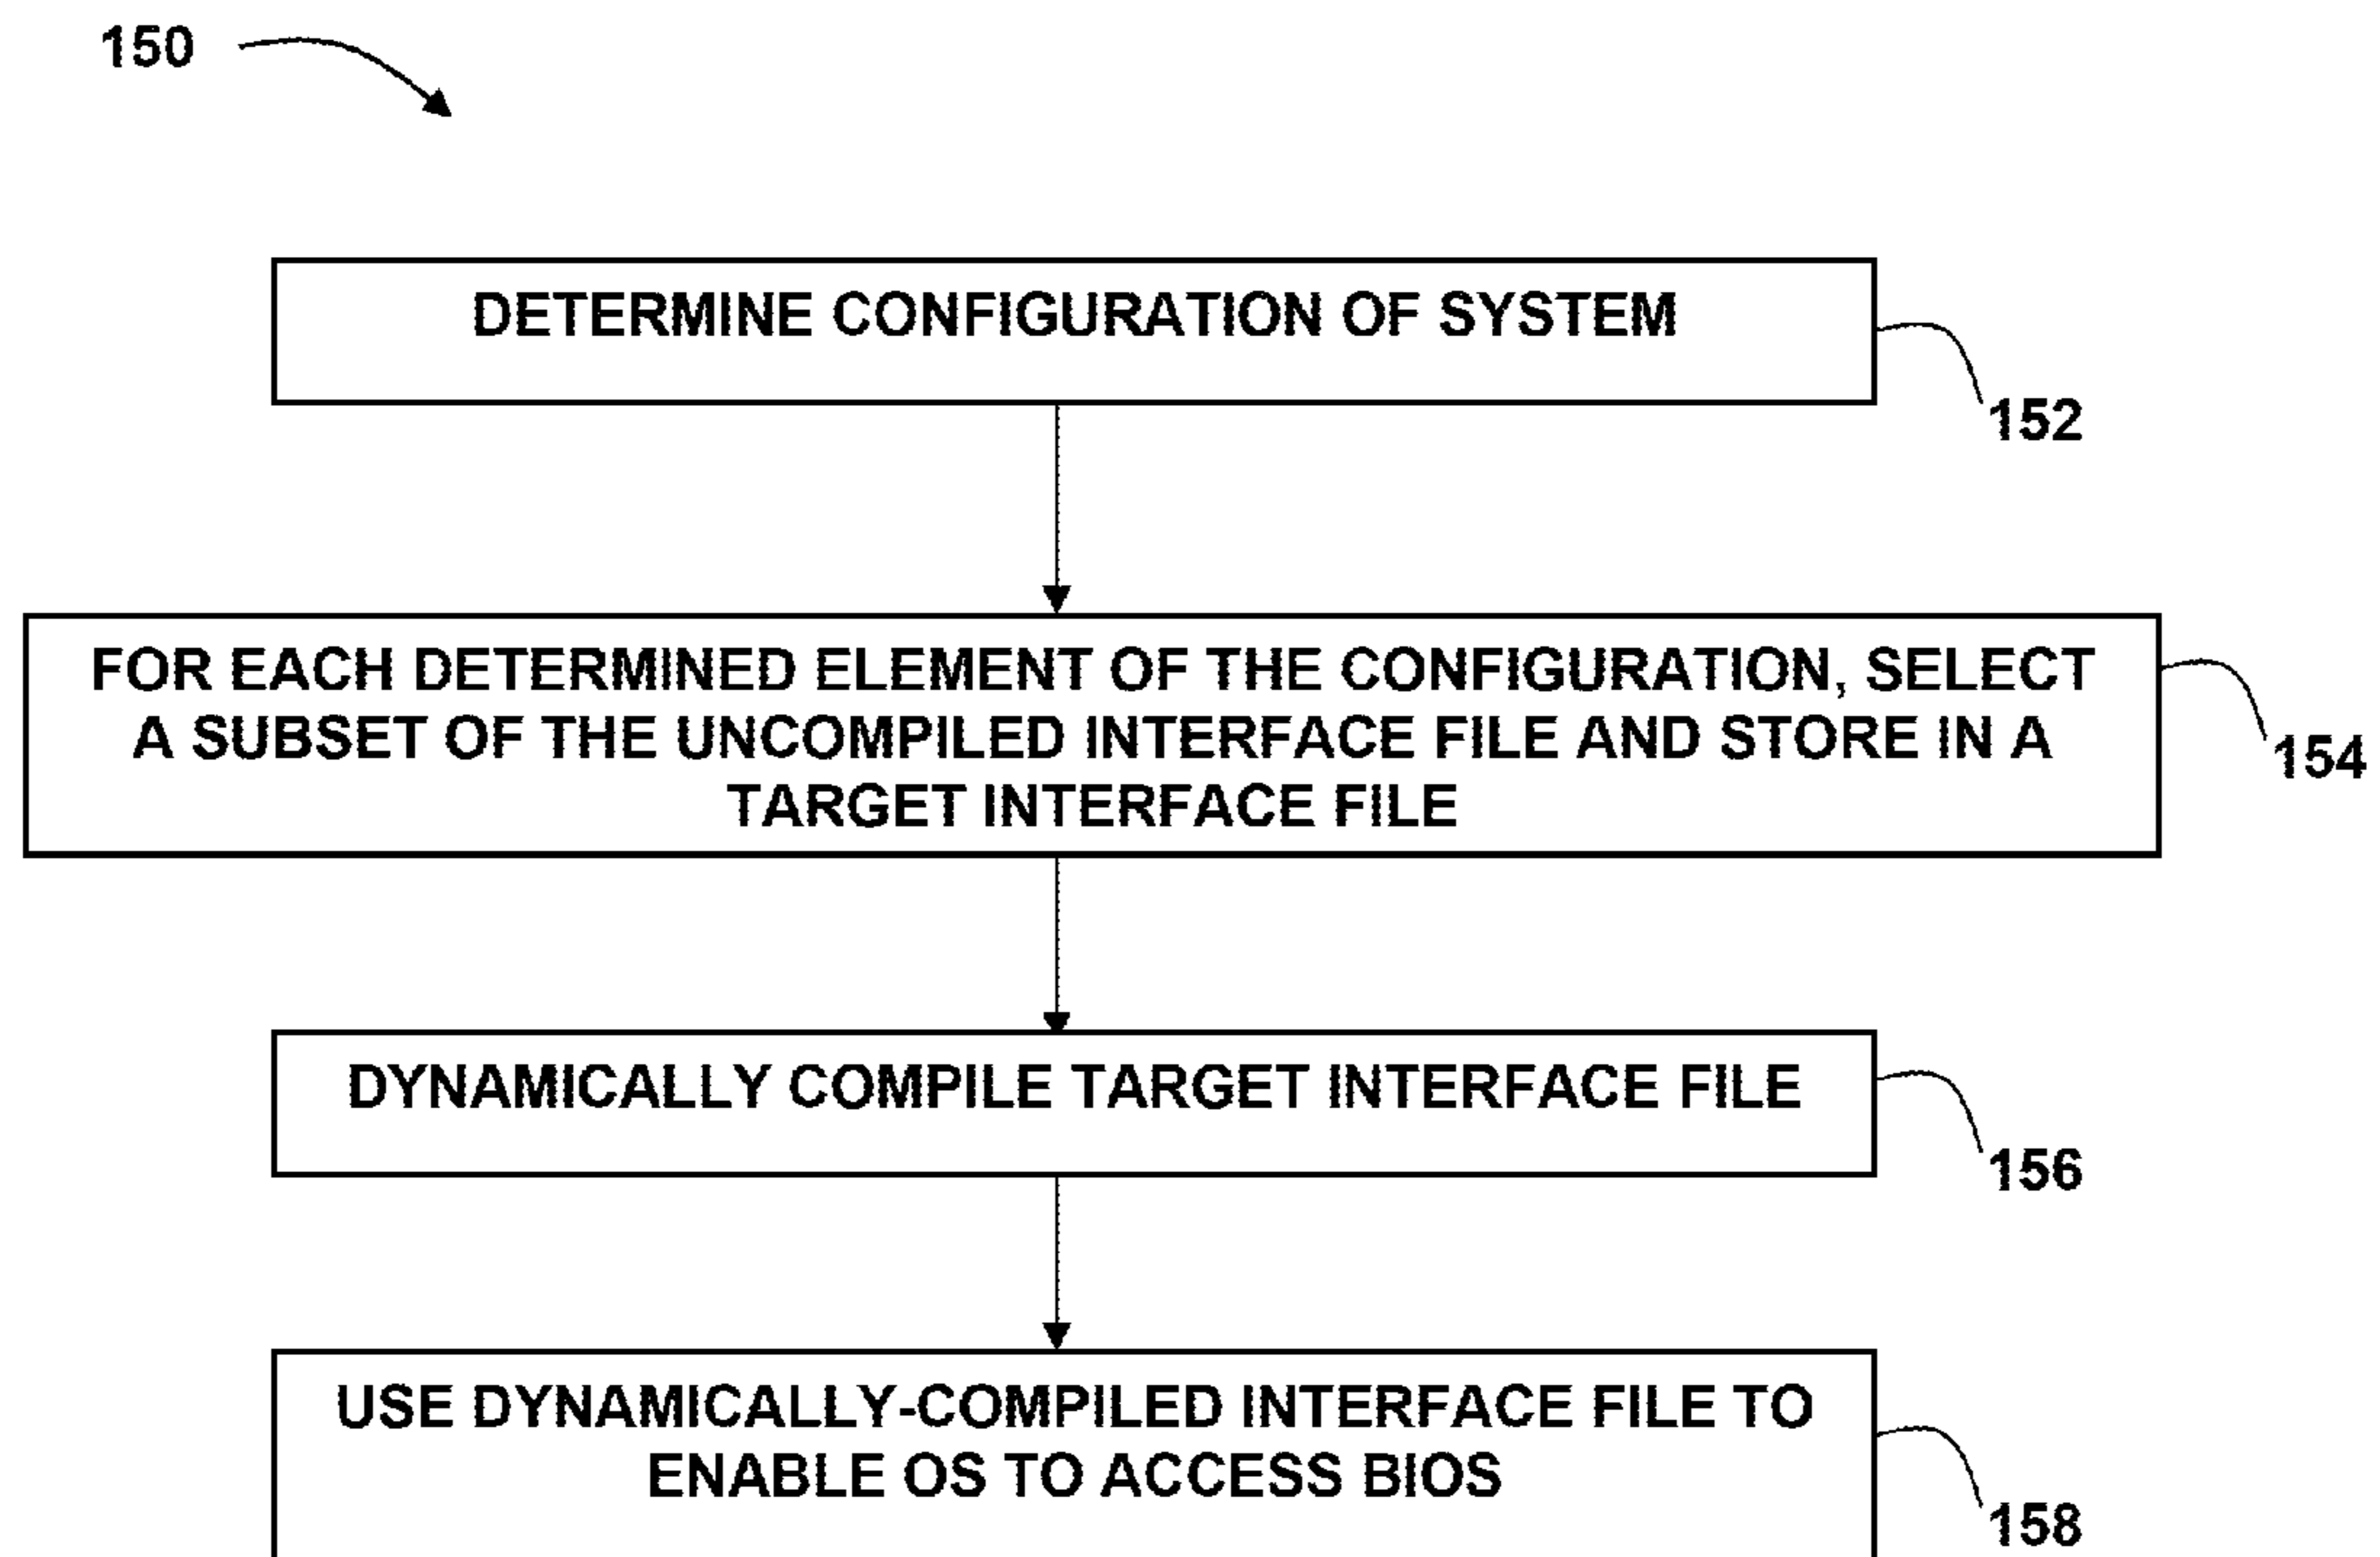 150
DETERMINE CONFIGURATION OF SYSTEM
152
FOR EACH DETERMINED ELEMENT OF THE CONFIGURATION, SELECT
A SUBSET OF THE UNCOMPILED INTERFACE FILE AND STORE IN A
TARGET INTERFACE FILE
154
DYNAMICALLY COMPILE TARGET INTERFACE FILE
156
USE DYNAMICALLY-COMPILED INTERFACE FILE TO
ENABLE OS TO ACCESS BIOS
158